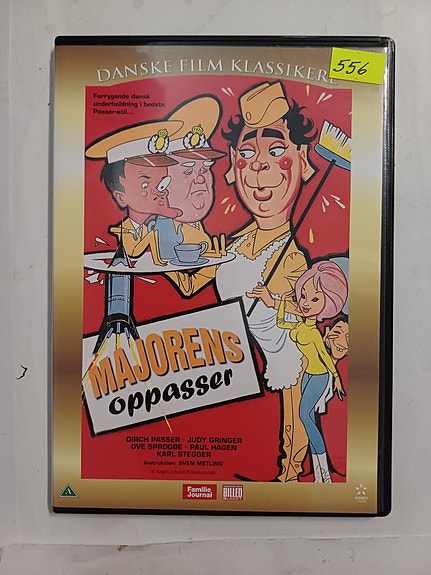 DANSKE FILM KLASSIKERE
556
Forrygende dansk
underholdning i bedste
Passer-stil...
MAJORENS
oppasser
DIRCH PASSER · JUDY GRINGER
OVE SPROGØE · PAUL HAGEN
KARL STEGGER
Instruktion: SVEN METHLING
A
Familie
Journal
BILLED